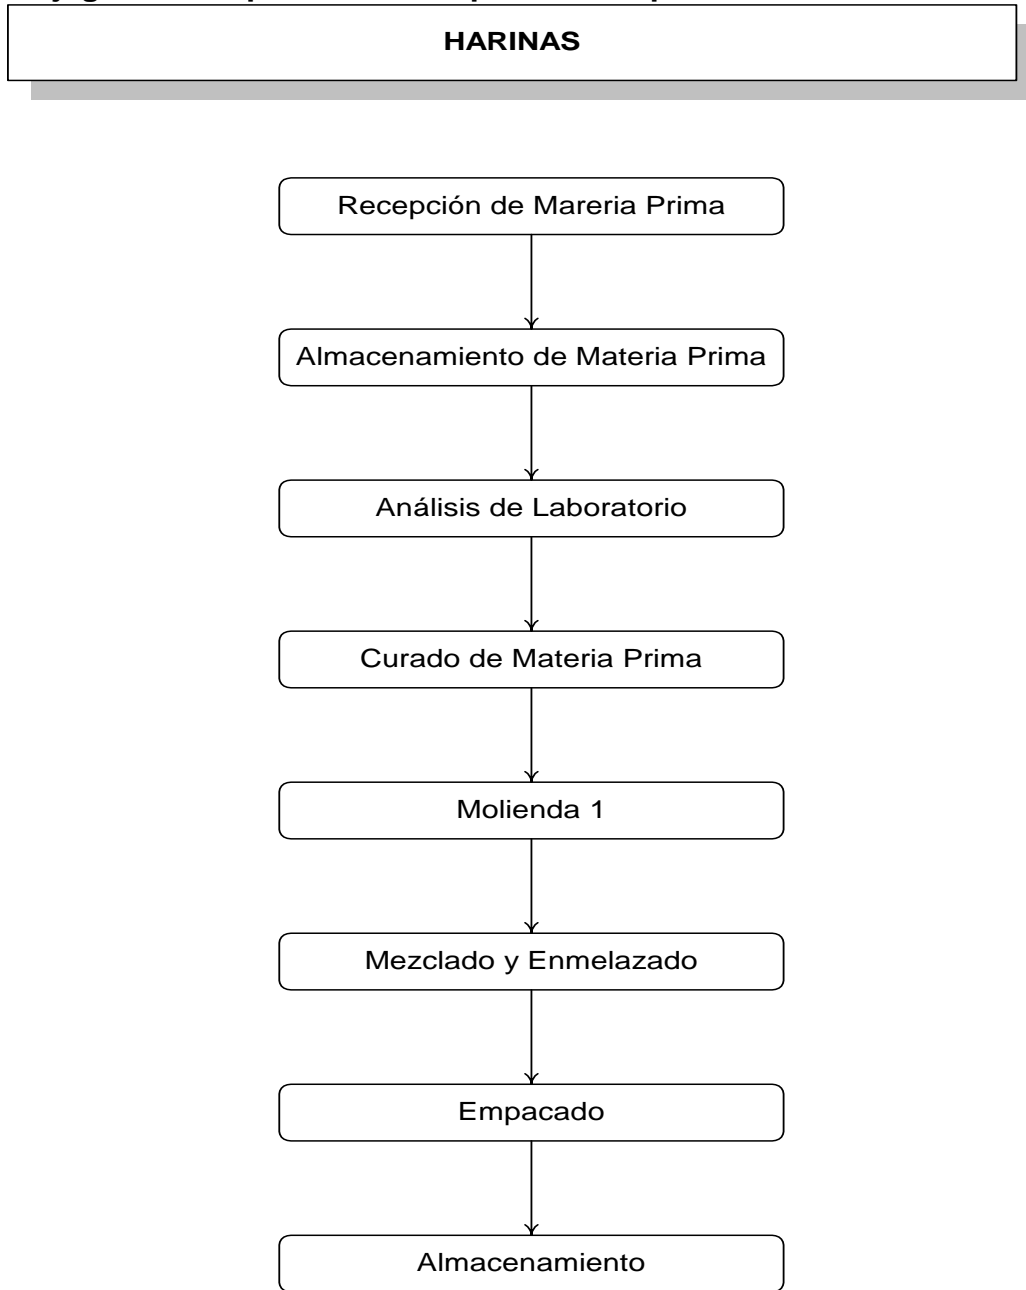 HARINAS
Recepción de Mareria Prima
Almacenamiento de Materia Prima
Análisis de Laboratorio
Curado de Materia Prima
Molienda 1
Mezclado y Enmelazado
Empacado
Almacenamiento